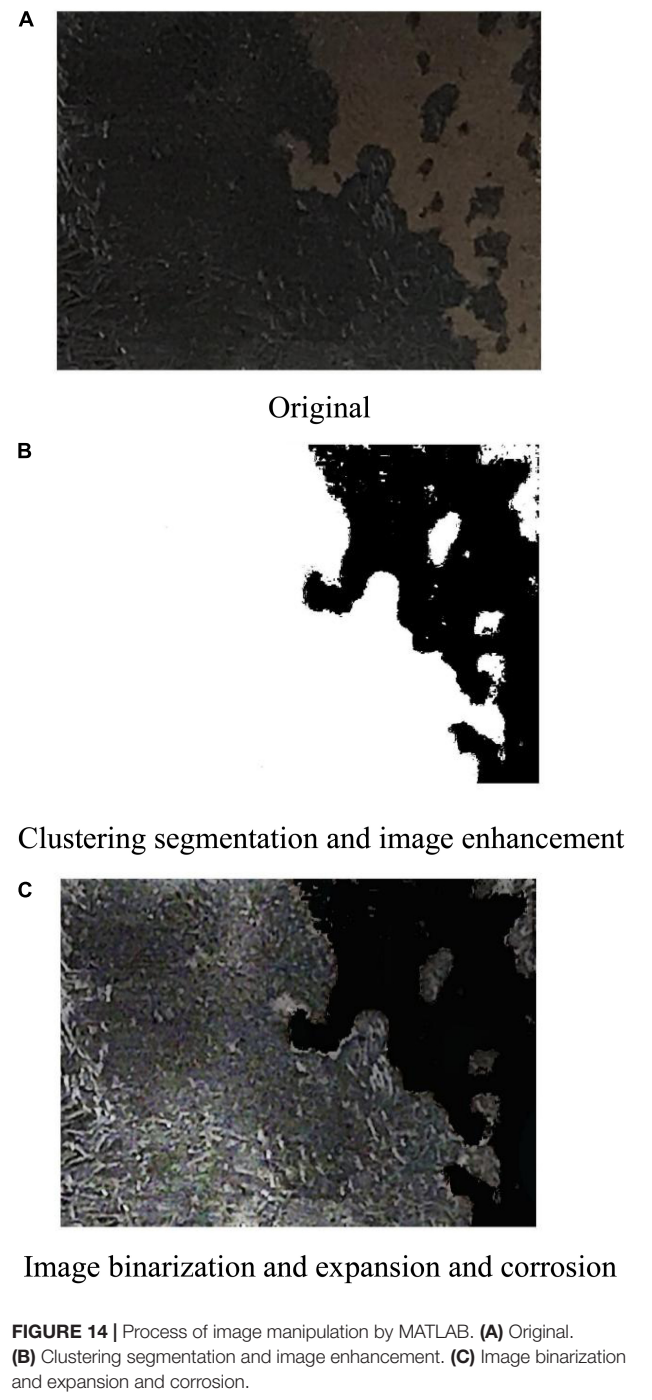 A
Original
B
Clustering segmentation and image enhancement
C
Image binarization and expansion and corrosion
FIGURE 14 | Process of image manipulation by MATLAB. (A) Original.
(B) Clustering segmentation and image enhancement. (C) Image binarization
and expansion and corrosion.